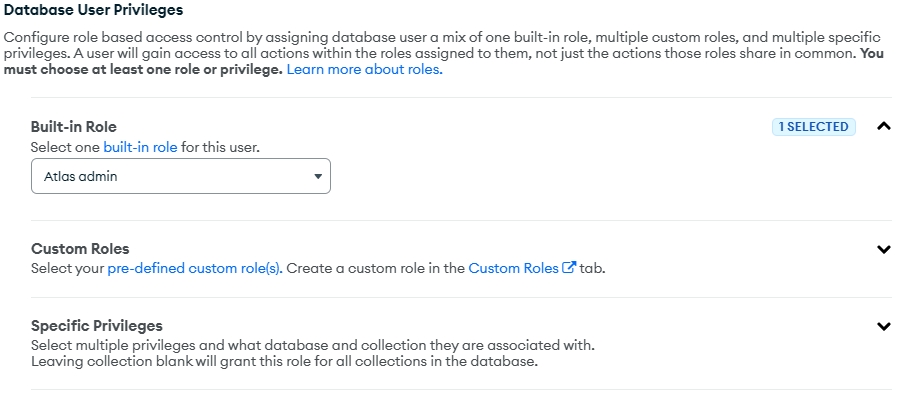 Database User Privileges
Configure role based access control by assigning database user a mix of one built-in role, multiple custom roles, and multiple specific
privileges. A user will gain access to all actions within the roles assigned to them, not just the actions those roles share in common. You
must choose at least one role or privilege. Learn more about roles.
Built-in Role
1 SELECTED
Select one built-in role for this user.
Atlas admin
Custom Roles
Select your pre-defined custom role(s). Create a custom role in the Custom Roles tab.
Specific Privileges
Select multiple privileges and what database and collection they are associated with.
Leaving collection blank will grant this role for all collections in the database.